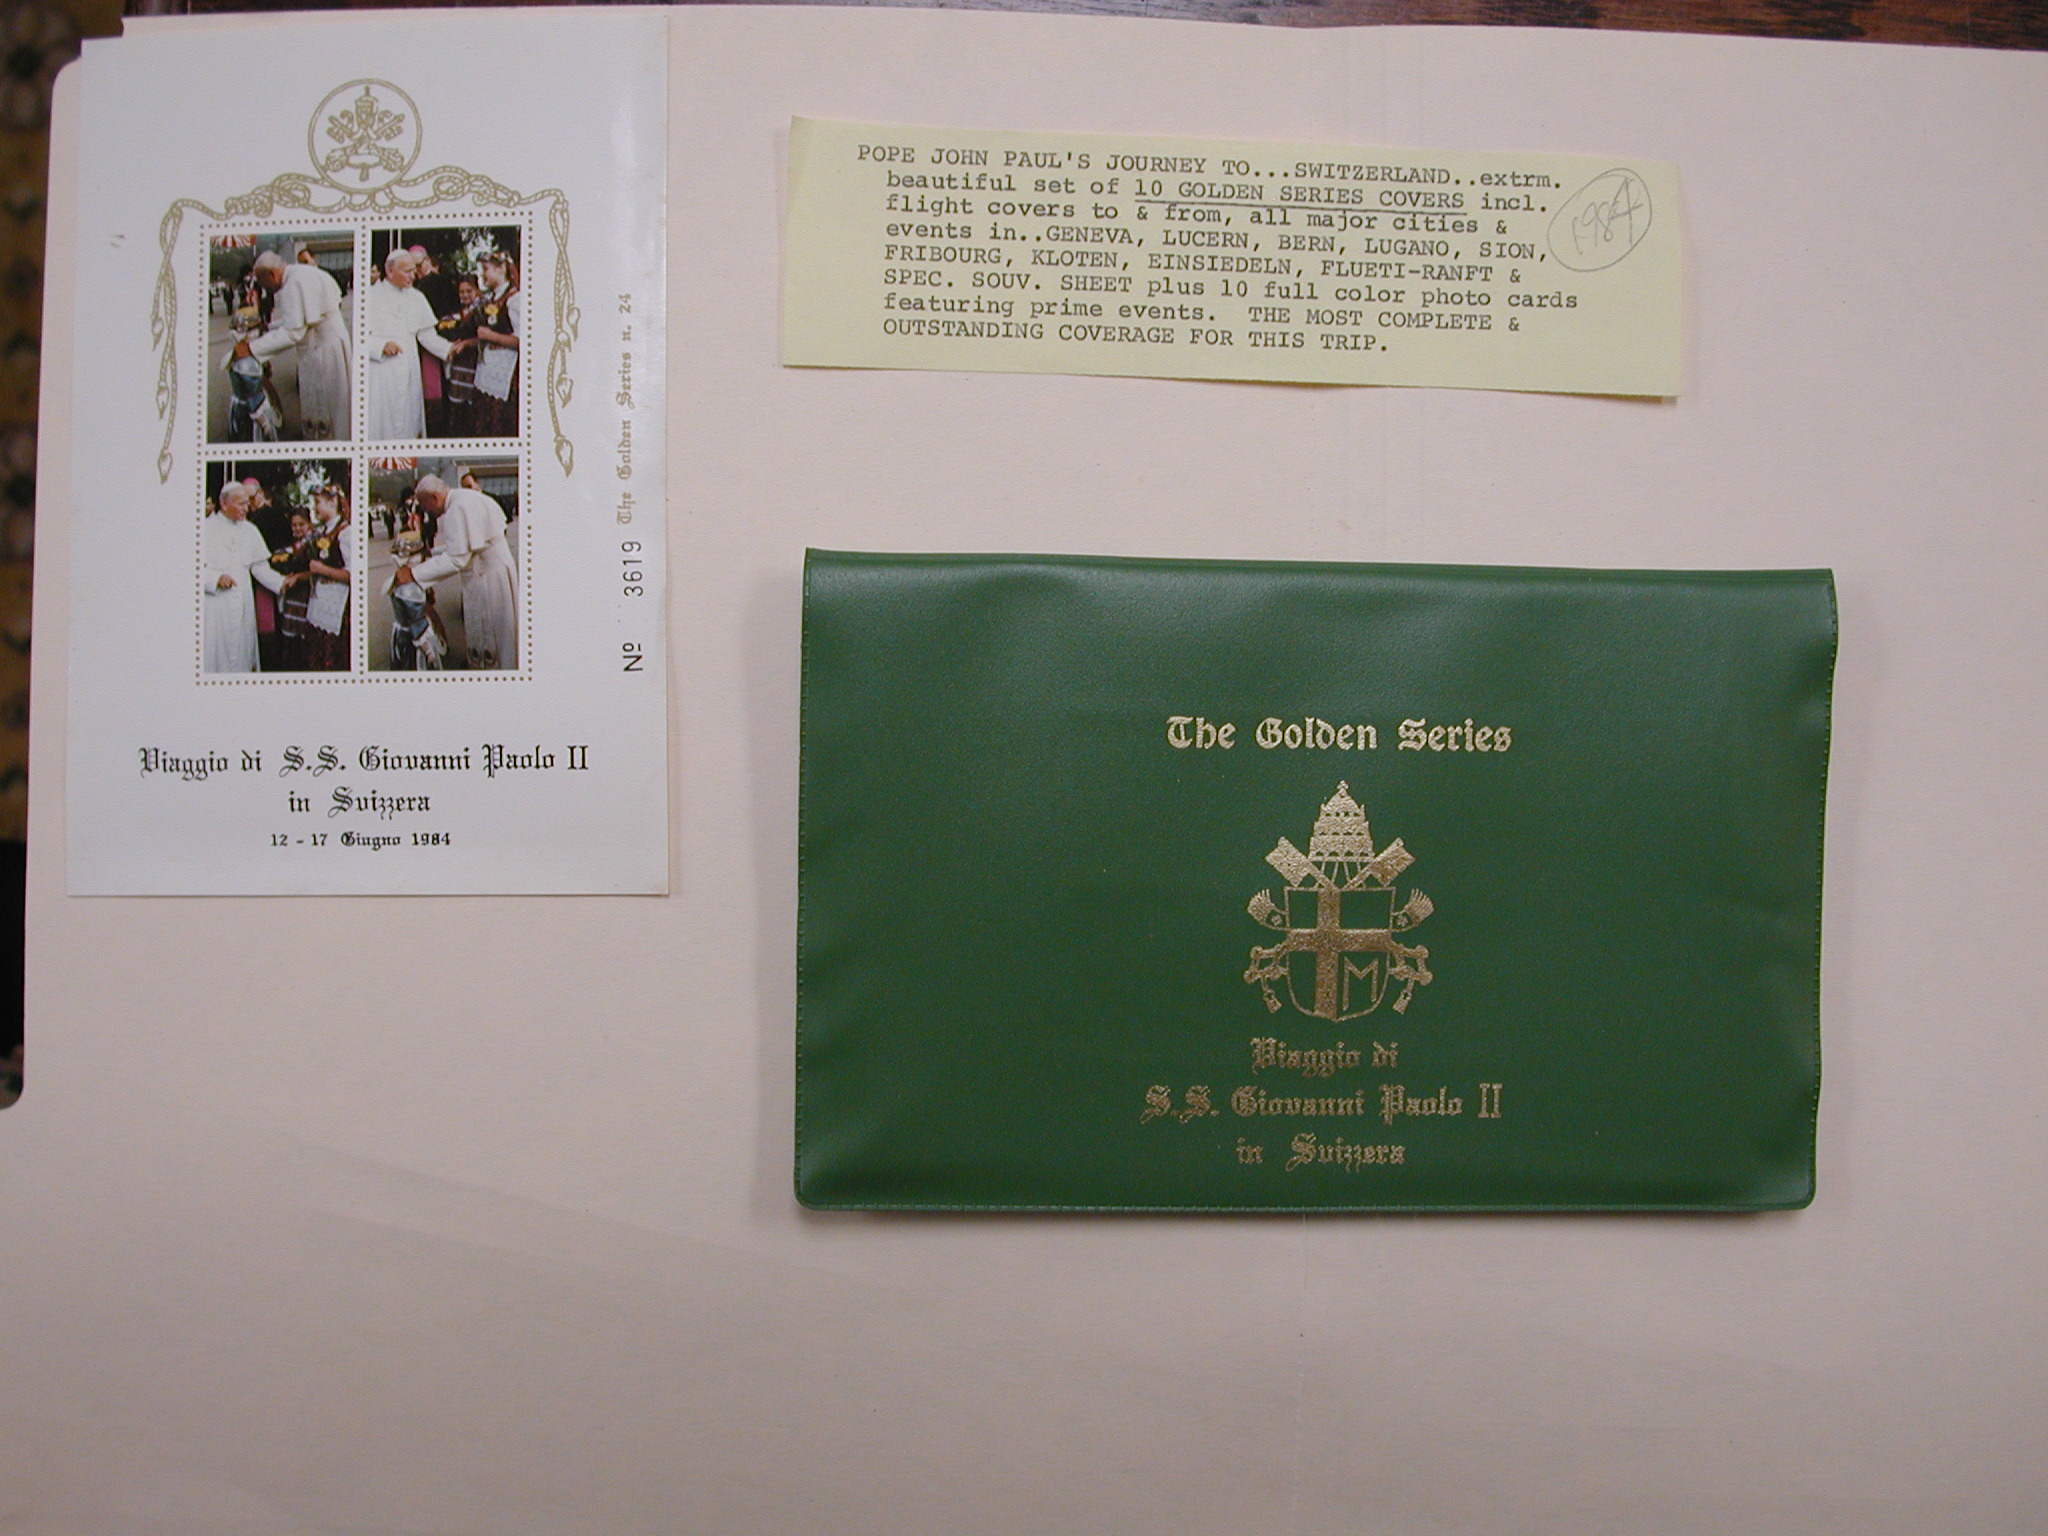 Viaggio di S.S. Giovanni Paolo II
in Svizzera
12 - 17 Giugno 1984
Nº 3619 The Golden Series n. 24
POPE JOHN PAUL'S JOURNEY TO...SWITZERLAND..extrm.
beautiful set of 10 GOLDEN SERIES COVERS incl.
flight covers to & from, all major cities &
events in..GENEVA, LUCERN, BERN, LUGANO, SION,
FRIBOURG, KLOTEN, EINSIEDELN, FLUETI-RANFT &
SPEC. SOUV. SHEET plus 10 full color photo cards
featuring prime events. THE MOST COMPLETE &
OUTSTANDING COVERAGE FOR THIS TRIP.
1984
The Golden Series
M
Viaggio di
S.S. Giovanni Paolo II
in Svizzera